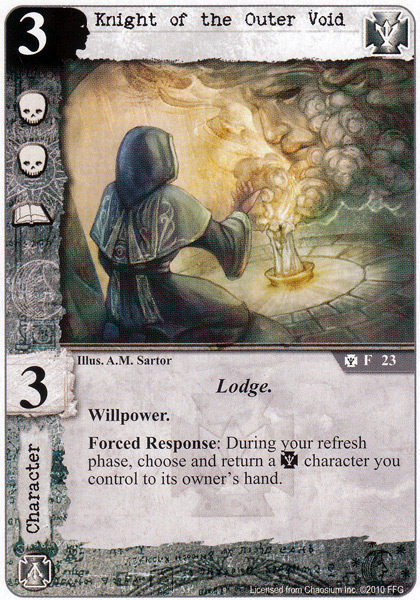 3
Knight of the Outer Void
Illus. A.M. Sartor
F 23
3
Lodge.
Willpower.
Forced Response: During your refresh
phase, choose and return a character you
control to its owner's hand.
Character
Licensed from Chaosium Inc. ©2010 FFG